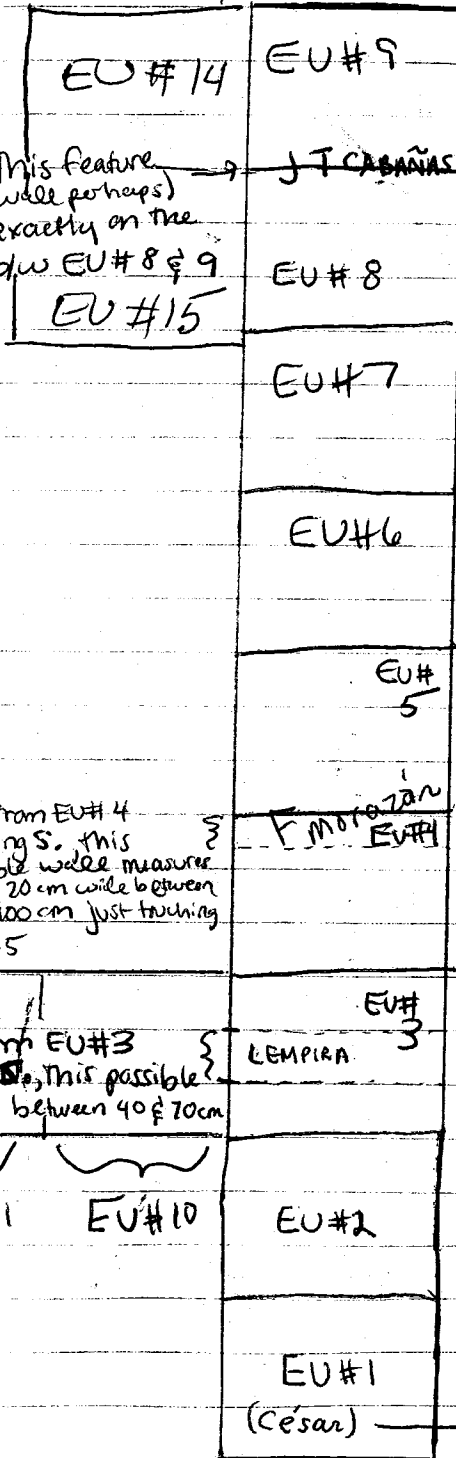 EU #14
EU #9
This feature
wall perhaps)
exactly on the
b/w EU #8 & 9
J T CABAÑAS
EU #8
EU #15
EU #7
EU #6
EU #
5
F Morazán
EU #4
from EU #4
S. this
wall measures
20 cm wide between
100 cm just touching
5
EU #
3
EU #3
this possible
between 40 & 70cm
LEMPIRA
1
EU #10
EU #2
EU #1
(César)